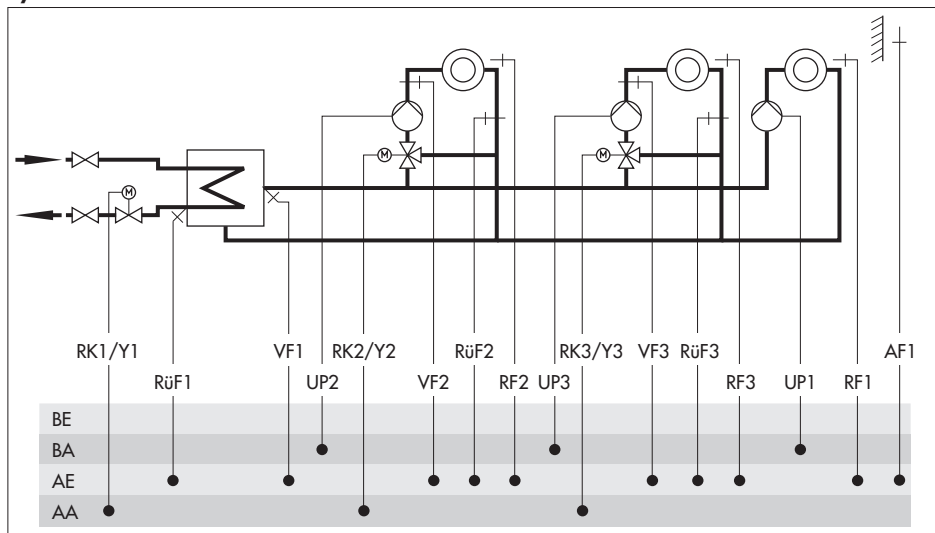 M
M
M
RK1/Y1 VF1 RK2/Y2 RüF2 RK3/Y3 VF3 RüF3 AF1
RüF1 UP2 VF2 RF2 UP3 RF3 UP1 RF1
BE
BA
AE
AA